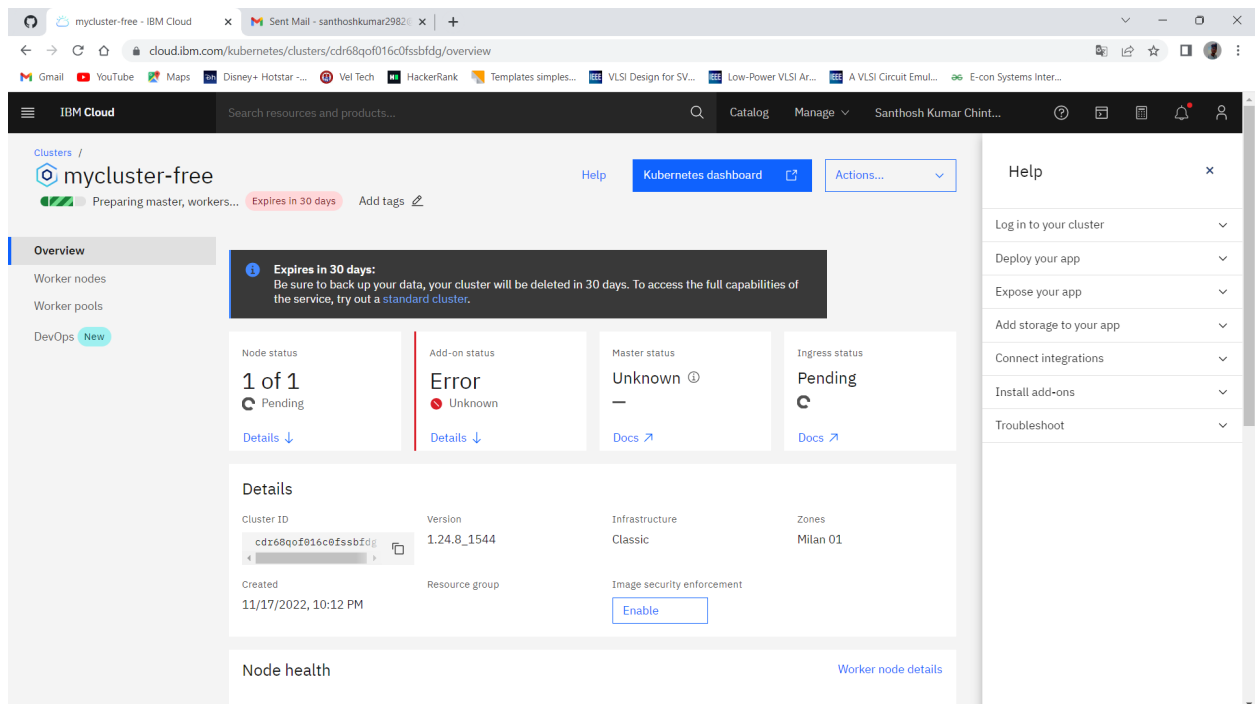 mycluster-free - IBM Cloud
Sent Mail - santhoshkumar2982
cloud.ibm.com/kubernetes/clusters/cdr68qof016c0fssbfdg/overview
Gmail YouTube Maps Disney+ Hotstar -... Vel Tech HackerRank Templates simples... VLSI Design for SV... Low-Power VLSI Ar... A VLSI Circuit Emul... E-con Systems Inter...
IBM Cloud Search resources and products... Catalog Manage Santhosh Kumar Chint...
Clusters /
mycluster-free
Help Kubernetes dashboard Actions...
Preparing master, workers... Expires in 30 days Add tags
Overview
Worker nodes
Worker pools
DevOps New
Expires in 30 days:
Be sure to back up your data, your cluster will be deleted in 30 days. To access the full capabilities of
the service, try out a standard cluster.
Node status
1 of 1
Pending
Details
Add-on status
Error
Unknown
Details
Master status
Unknown
—
Docs
Ingress status
Pending
Docs
Details
Cluster ID
cdr68qof016c0fssbfdg
Version
1.24.8_1544
Infrastructure
Classic
Zones
Milan 01
Created
11/17/2022, 10:12 PM
Resource group
Image security enforcement
Enable
Node health
Worker node details
Help
Log in to your cluster
Deploy your app
Expose your app
Add storage to your app
Connect integrations
Install add-ons
Troubleshoot